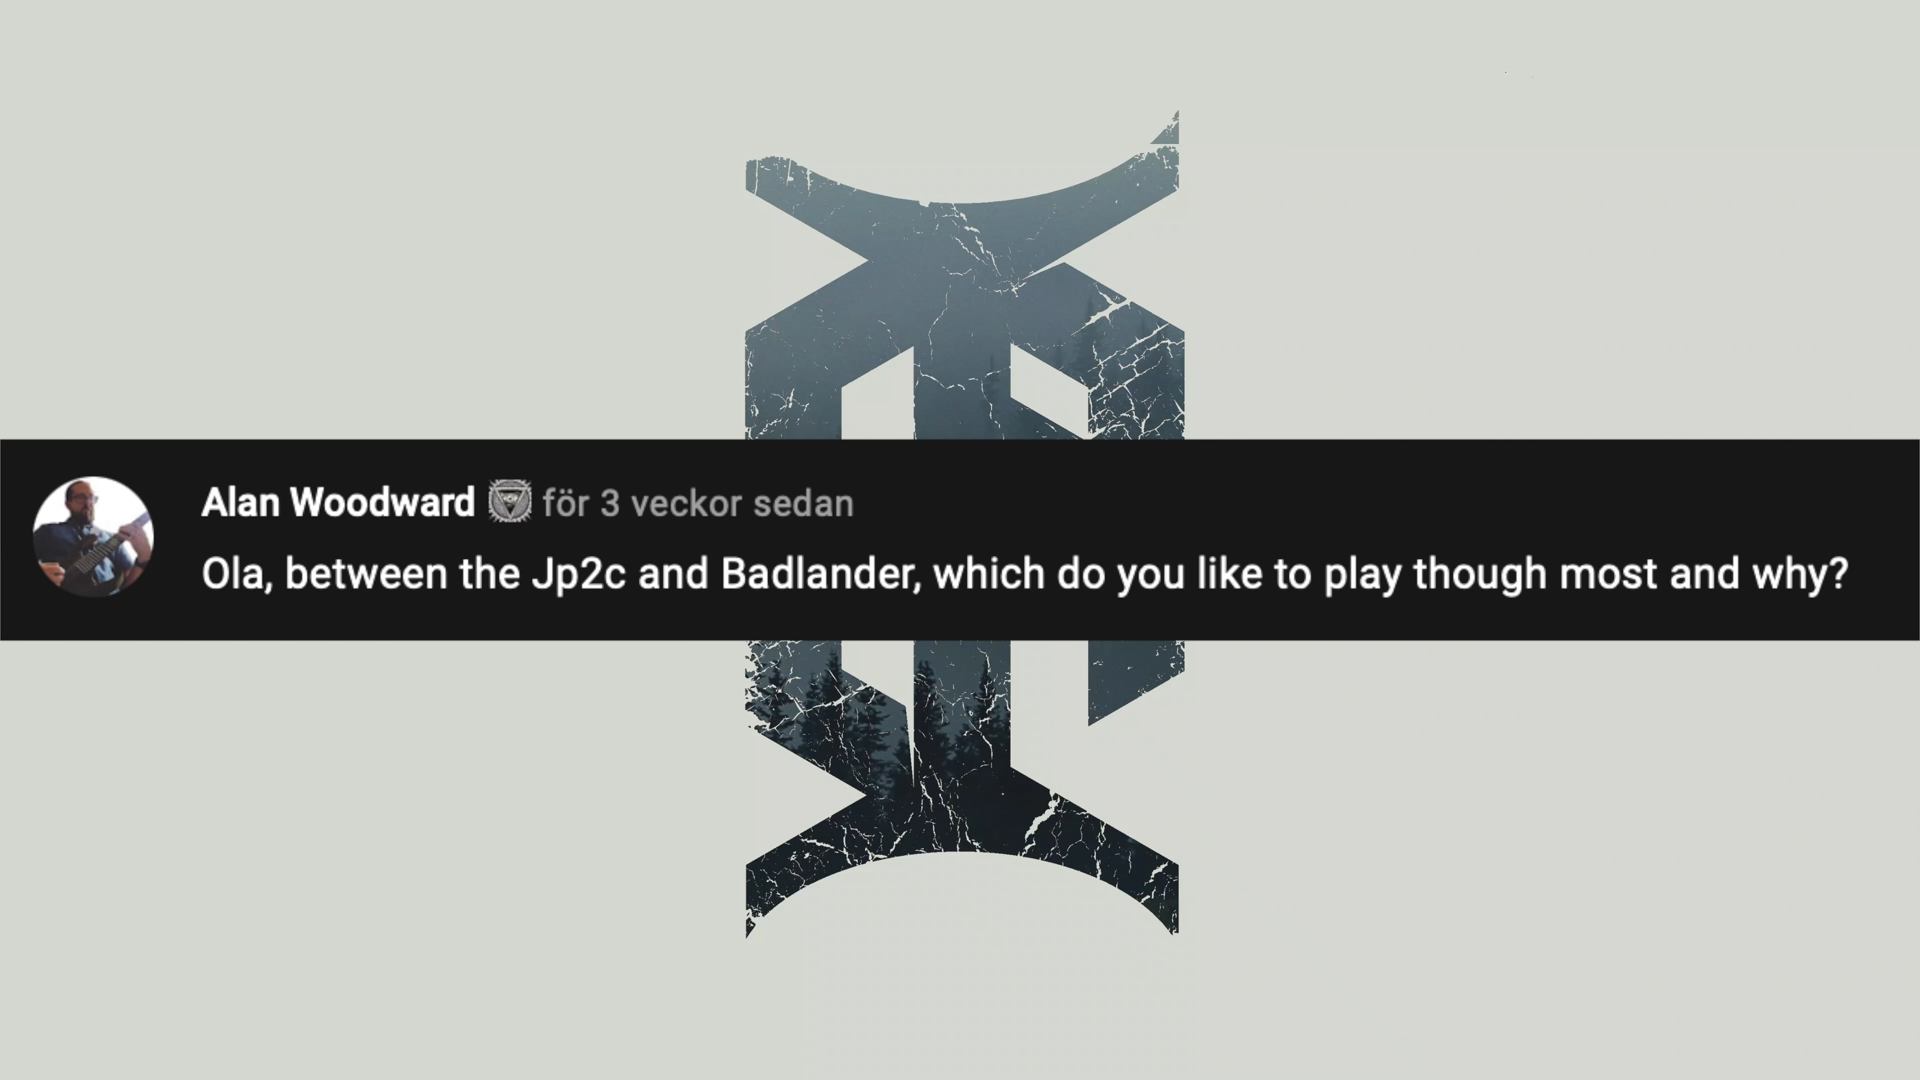 Alan Woodward för 3 veckor sedan
Ola, between the Jp2c and Badlander, which do you like to play though most and why?